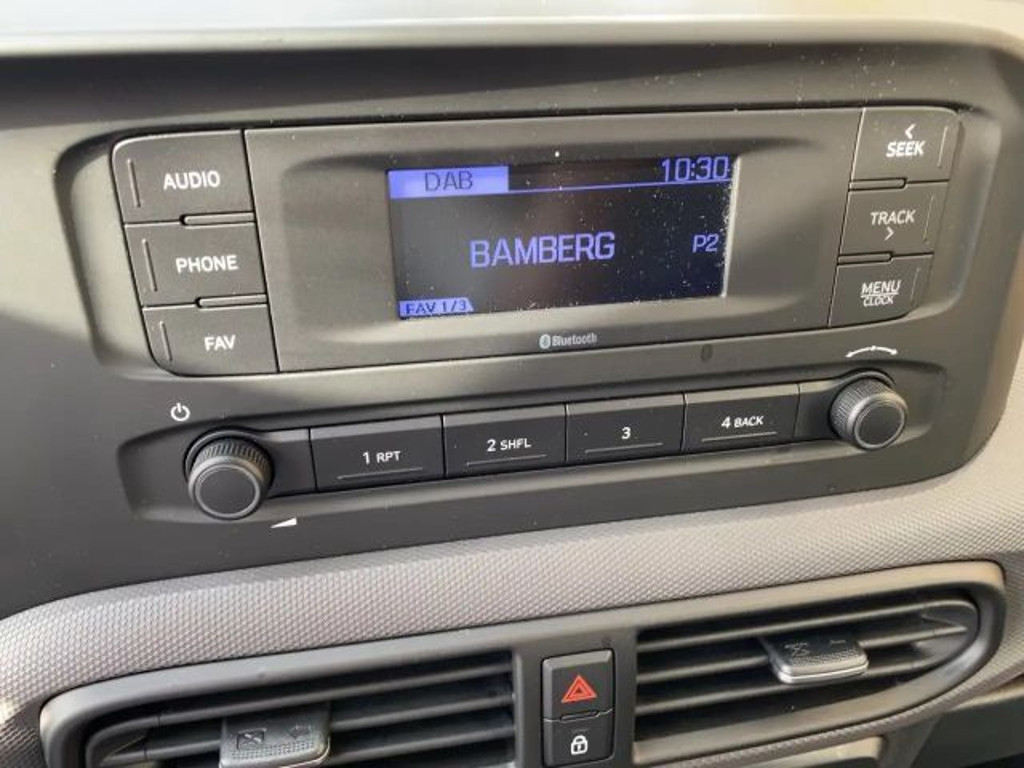 AUDIO
PHONE
FAV
DAB 10:30
BAMBERG P2
FAV 1/3
Bluetooth
SEEK
TRACK
MENU
CLOCK
1 RPT
2 SHFL
3
4 BACK